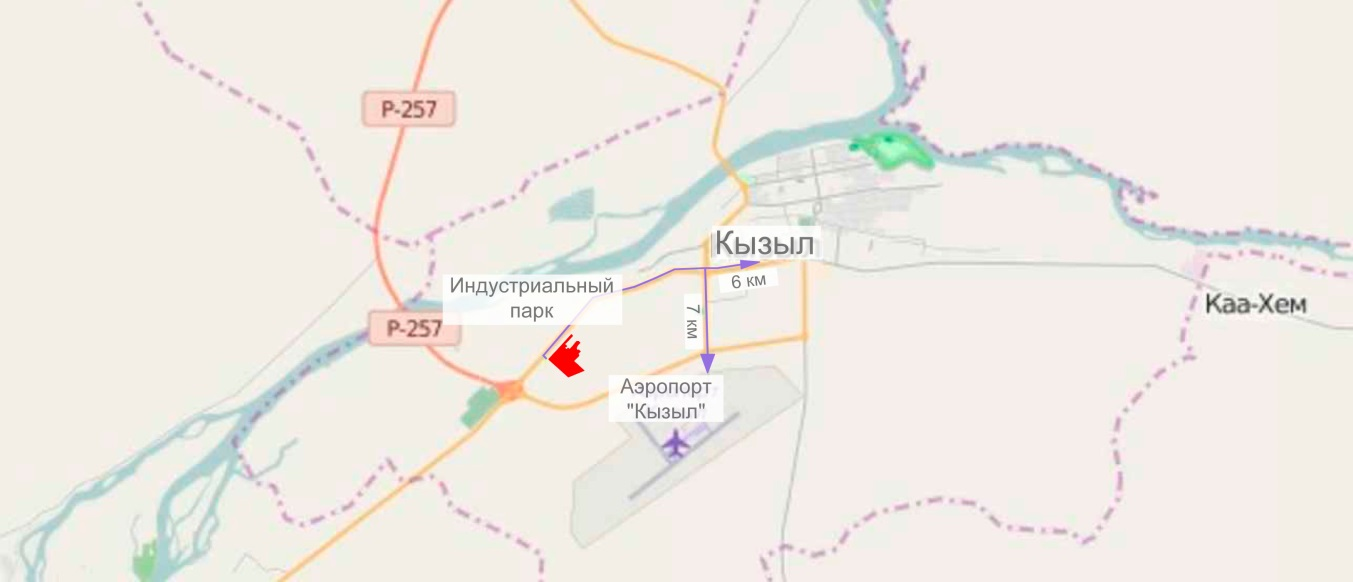 Р-257
Кызыл
6 км
Индустриальный
парк
7 км
Р-257
Каа-Хем
Аэропорт
"Кызыл"